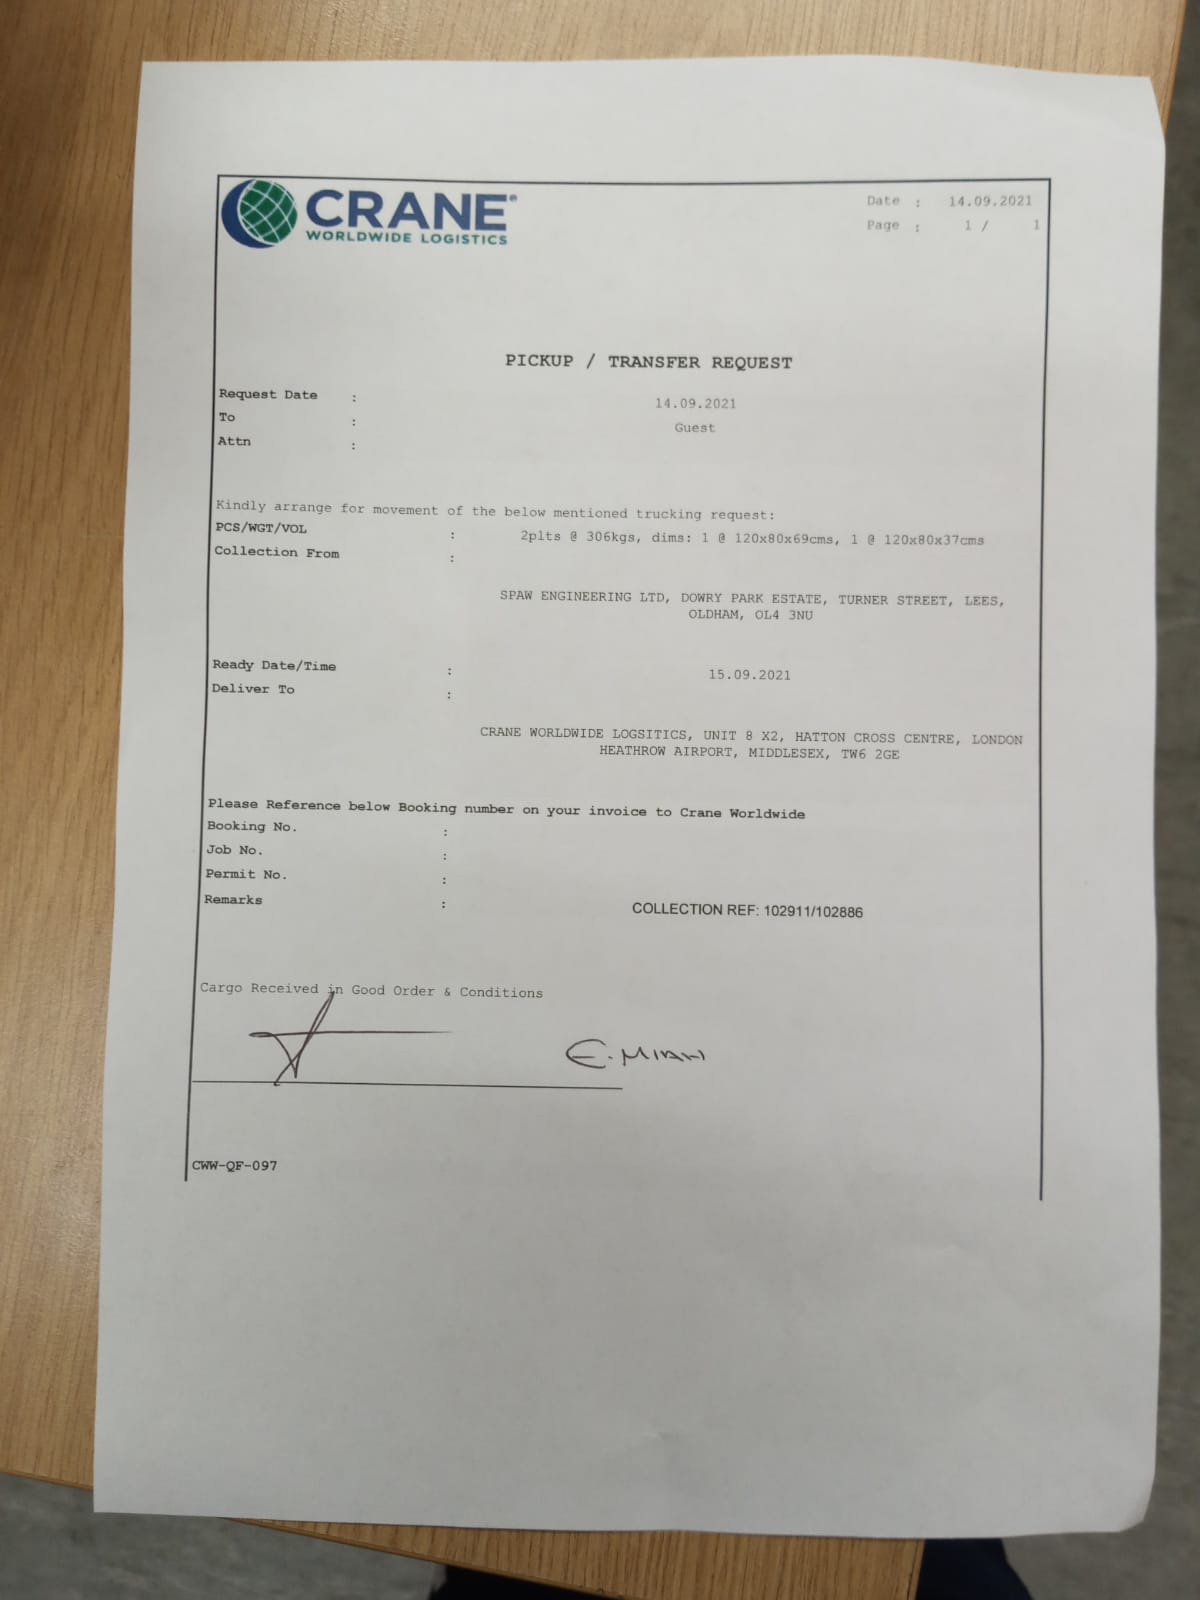 CRANE®
WORLDWIDE LOGISTICS
Date : 14.09.2021
Page : 1 / 1
PICKUP / TRANSFER REQUEST
Request Date : 14.09.2021
To : Guest
Attn :
Kindly arrange for movement of the below mentioned trucking request:
PCS/WGT/VOL : 2plts @ 306kgs, dims: 1 @ 120x80x69cms, 1 @ 120x80x37cms
Collection From :
SPAW ENGINEERING LTD, DOWRY PARK ESTATE, TURNER STREET, LEES,
OLDHAM, OL4 3NU
Ready Date/Time : 15.09.2021
Deliver To :
CRANE WORLDWIDE LOGSITICS, UNIT 8 X2, HATTON CROSS CENTRE, LONDON
HEATHROW AIRPORT, MIDDLESEX, TW6 2GE
Please Reference below Booking number on your invoice to Crane Worldwide
Booking No. :
Job No. :
Permit No. :
Remarks : COLLECTION REF: 102911/102886
Cargo Received in Good Order & Conditions
E. MIAH
CWW-QF-097